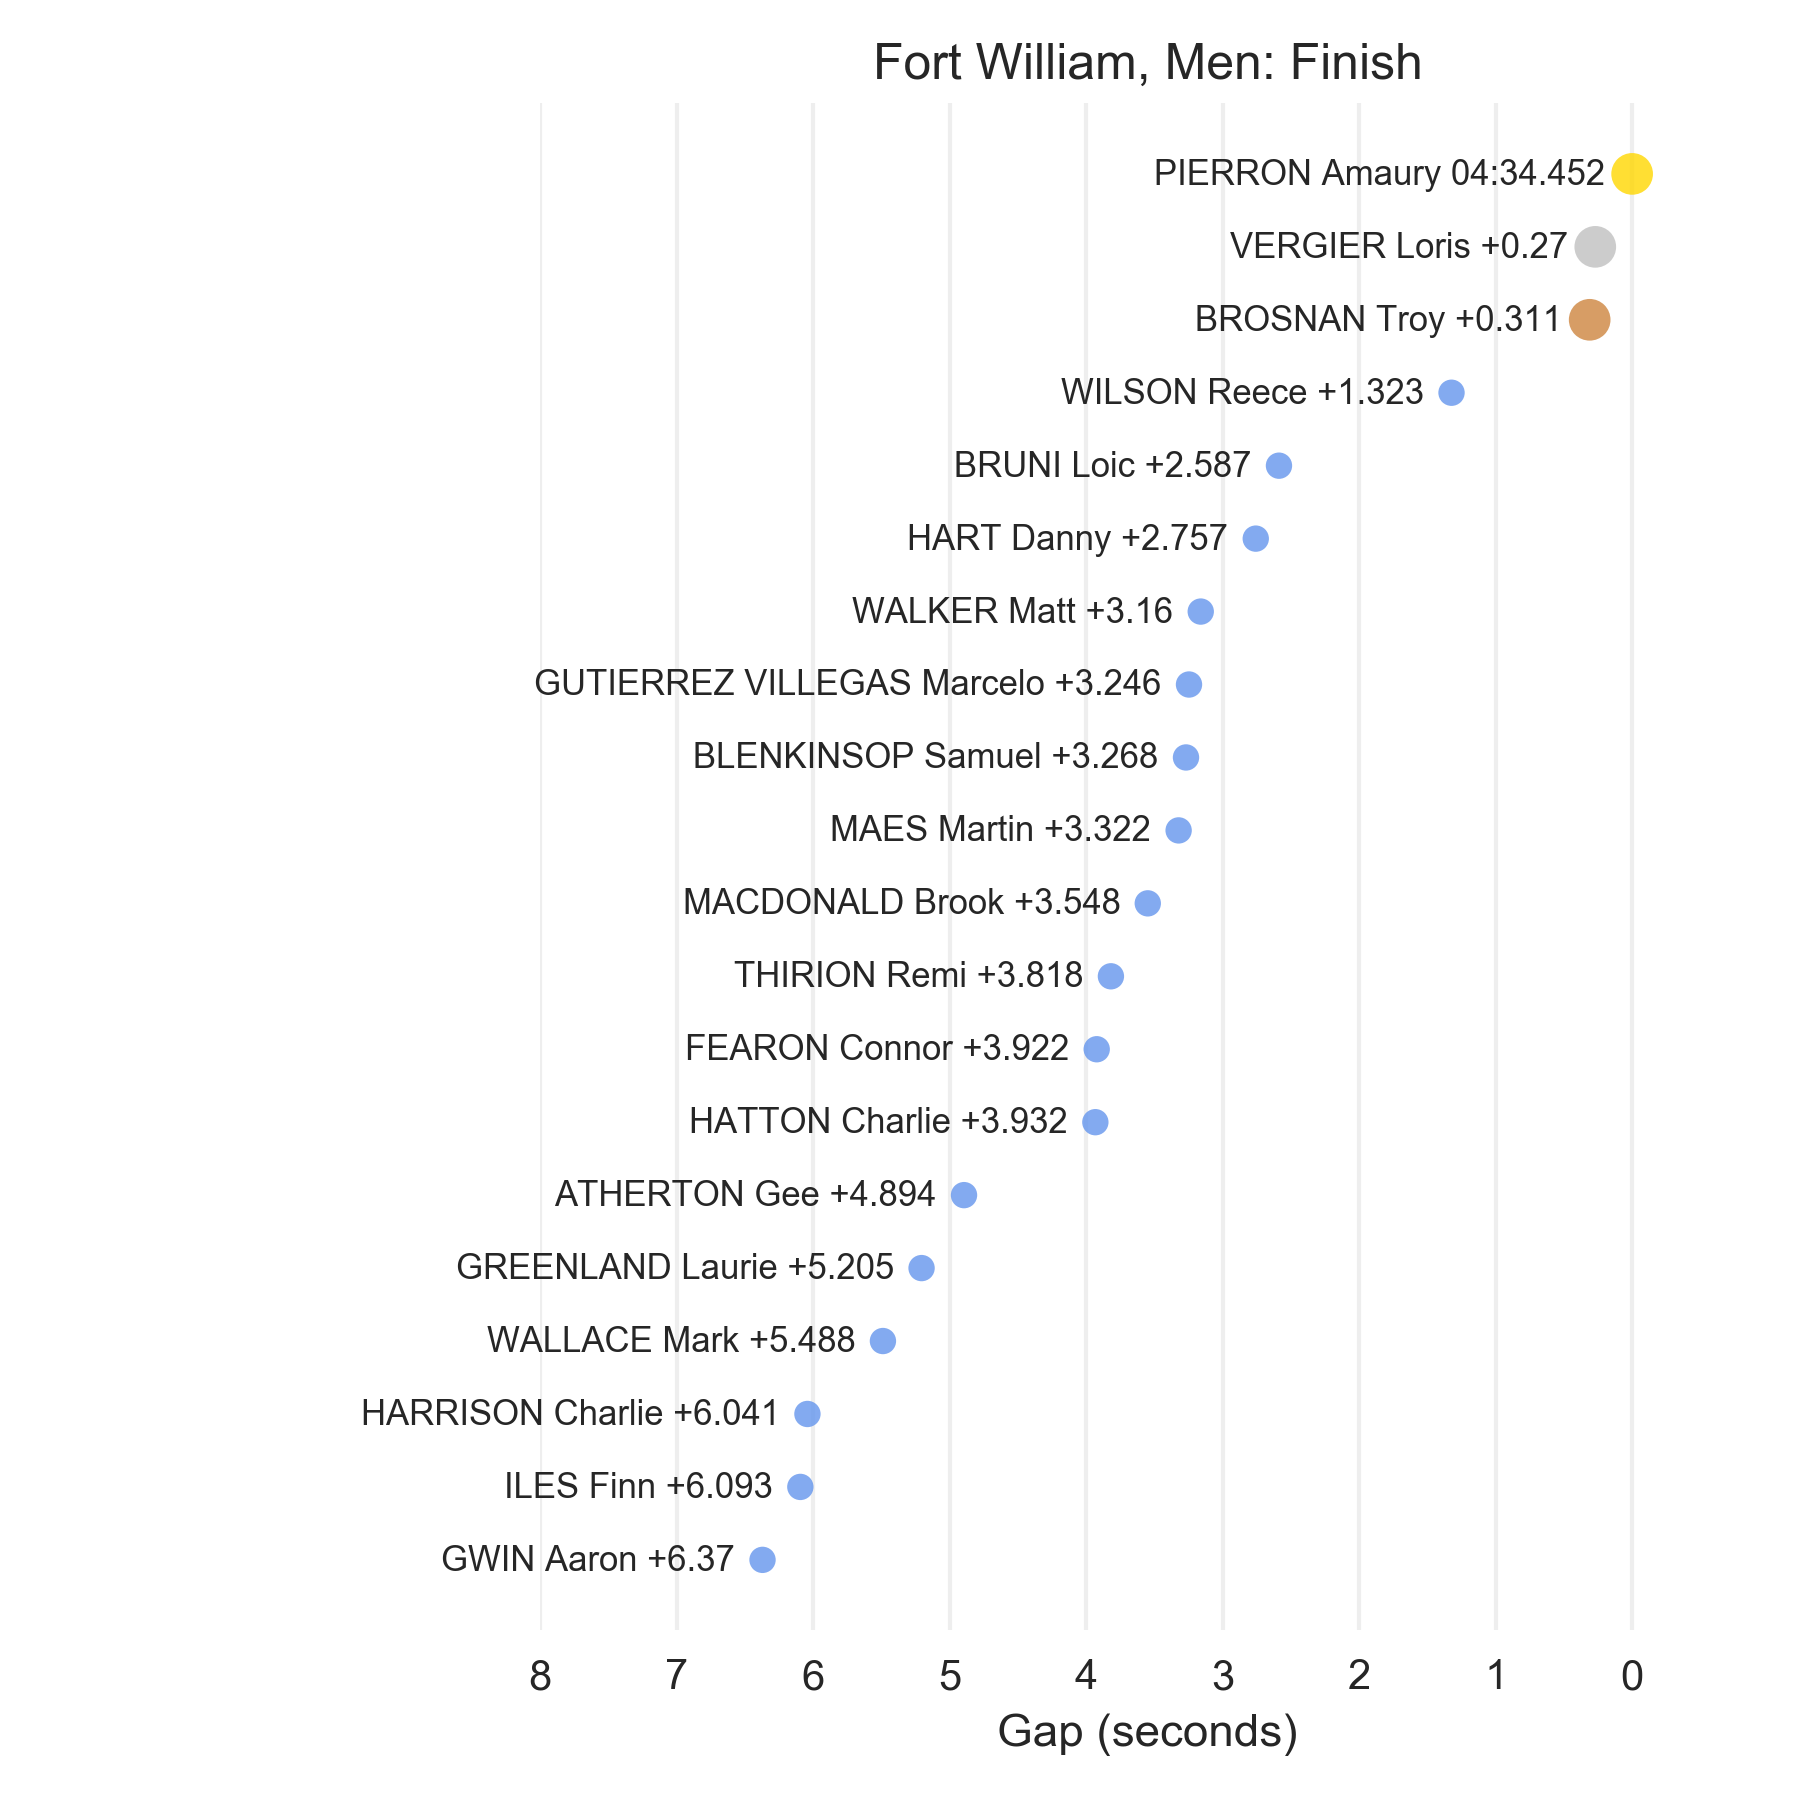 Fort William, Men: Finish
PIERRON Amaury 04:34.452
VERGIER Loris +0.27
BROSNAN Troy +0.311
WILSON Reece +1.323
BRUNI Loic +2.587
HART Danny +2.757
WALKER Matt +3.16
GUTIERREZ VILLEGAS Marcelo +3.246
BLENKINSOP Samuel +3.268
MAES Martin +3.322
MACDONALD Brook +3.548
THIRION Remi +3.818
FEARON Connor +3.922
HATTON Charlie +3.932
ATHERTON Gee +4.894
GREENLAND Laurie +5.205
WALLACE Mark +5.488
HARRISON Charlie +6.041
ILES Finn +6.093
GWIN Aaron +6.37
8 7 6 5 4 3 2 1 0
Gap (seconds)